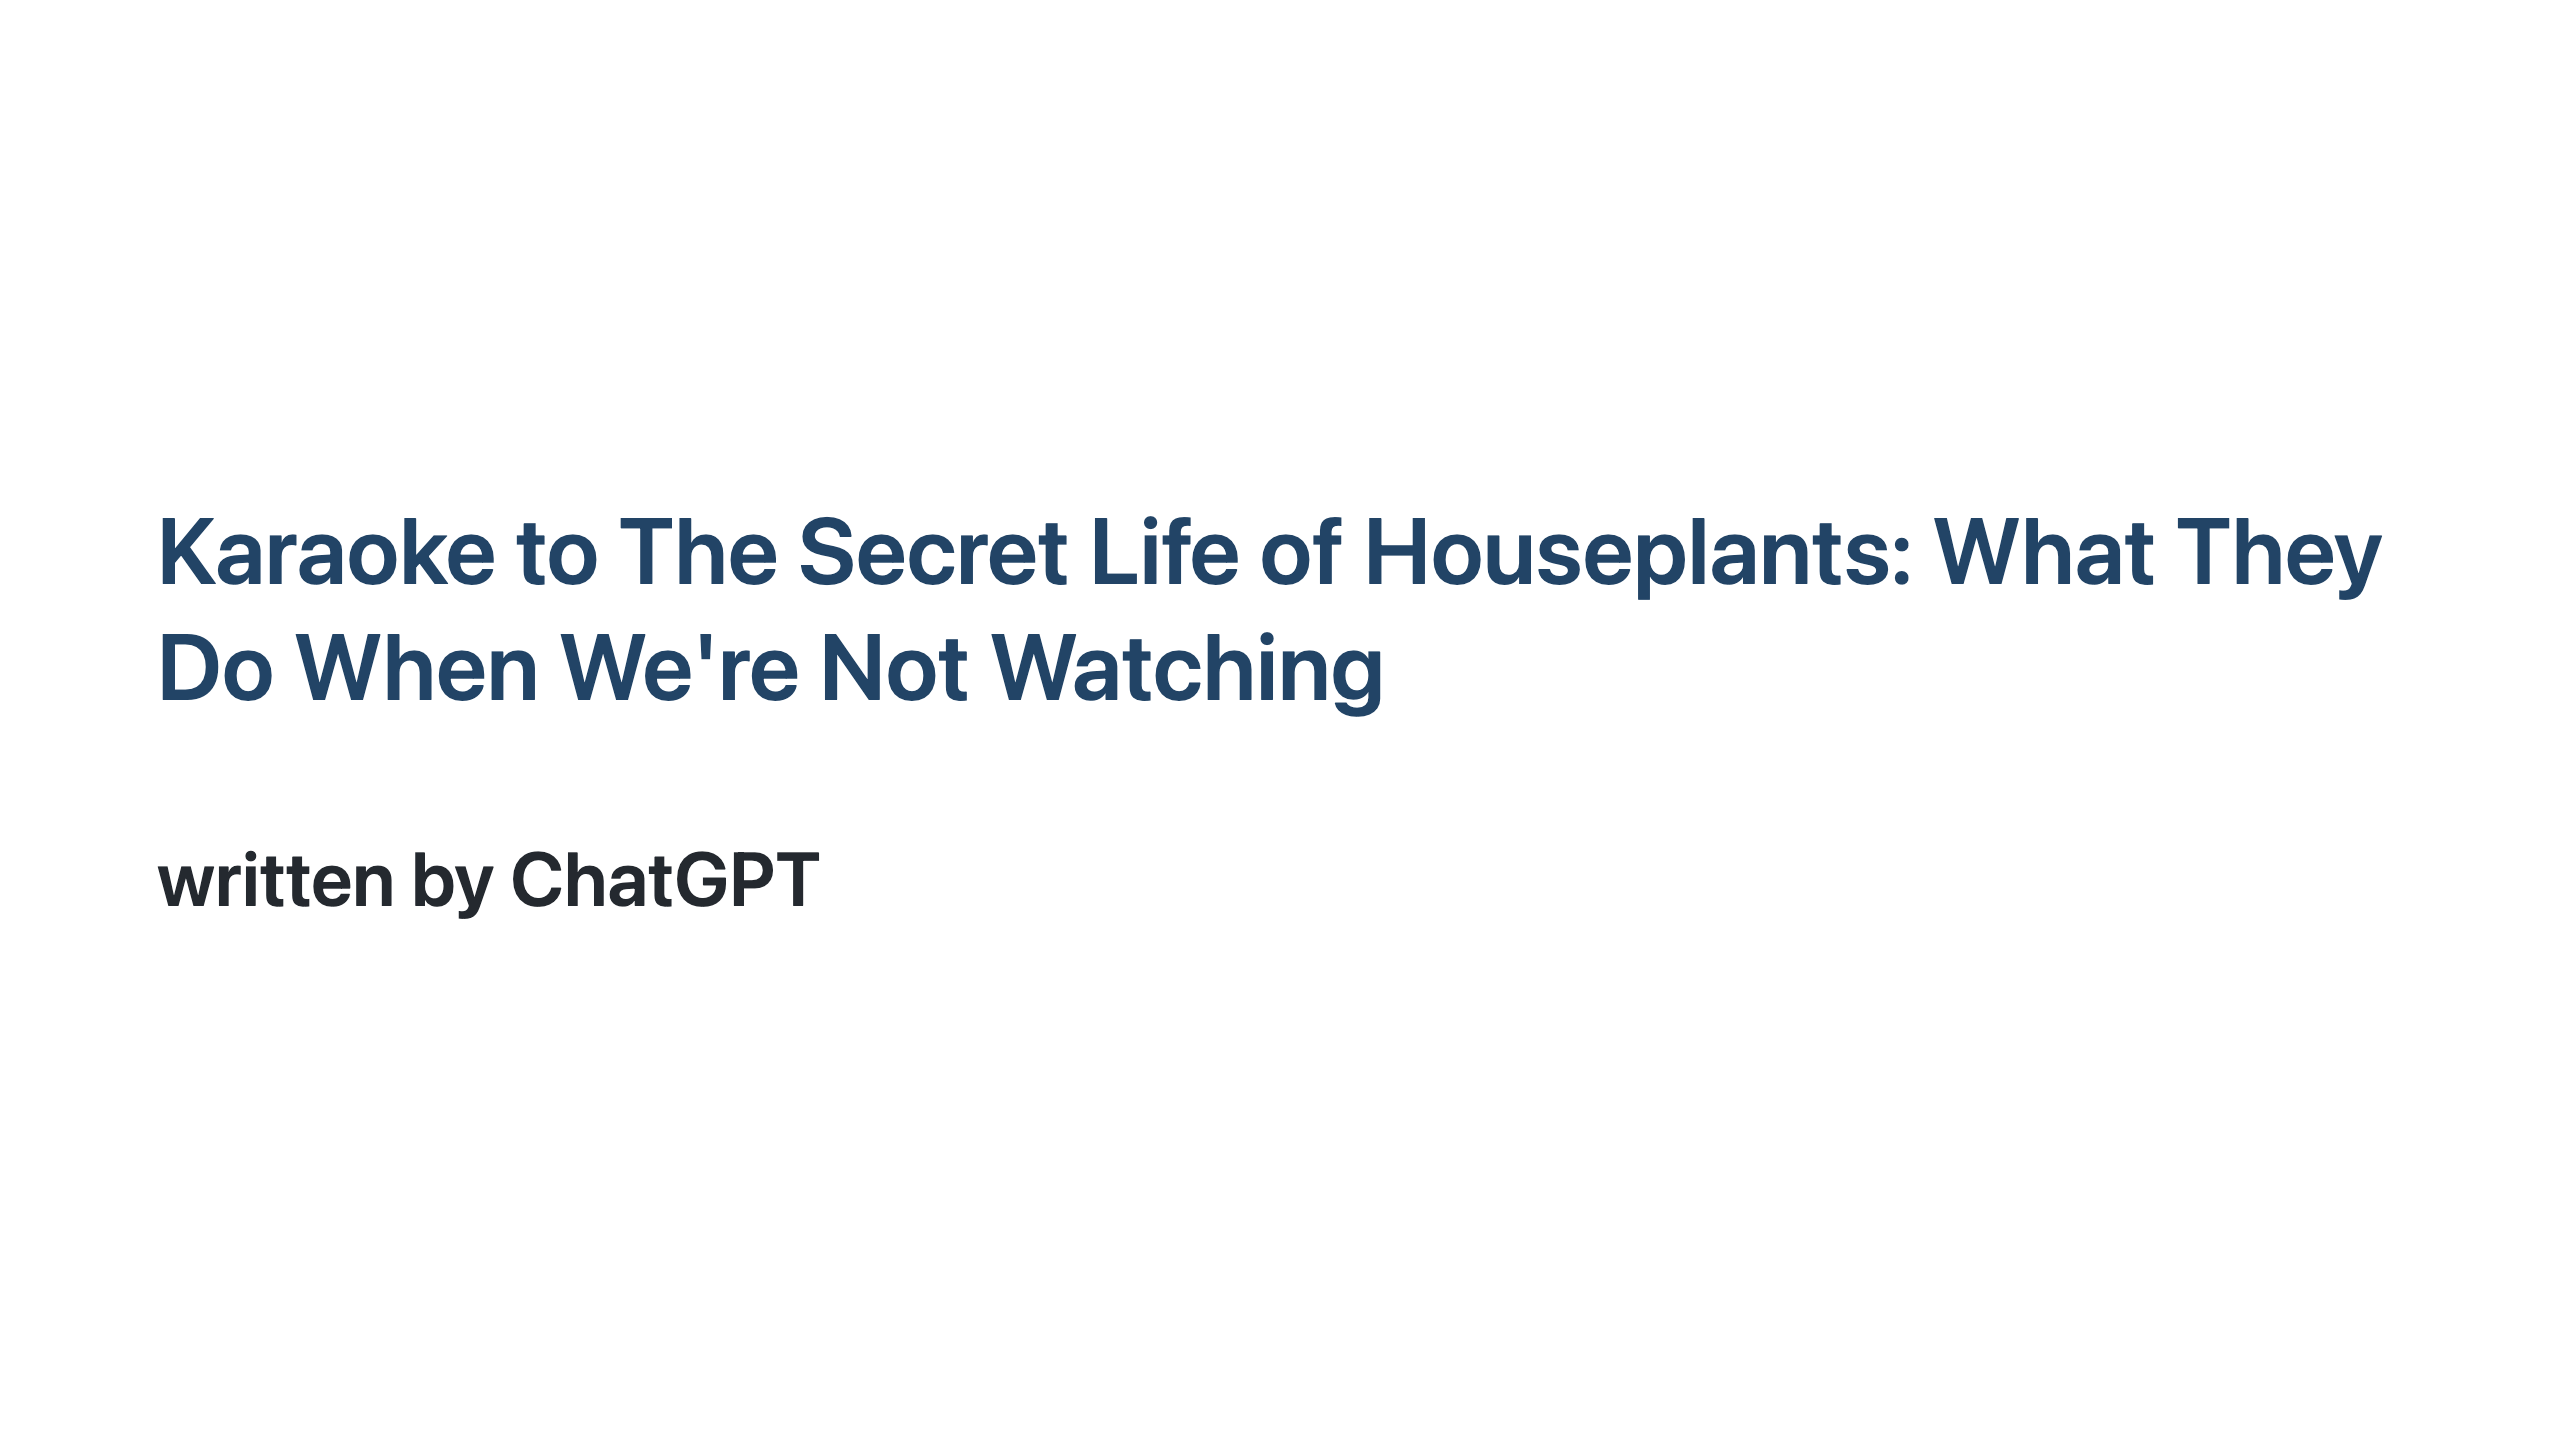 Karaoke to The Secret Life of Houseplants: What They
Do When We're Not Watching
written by ChatGPT